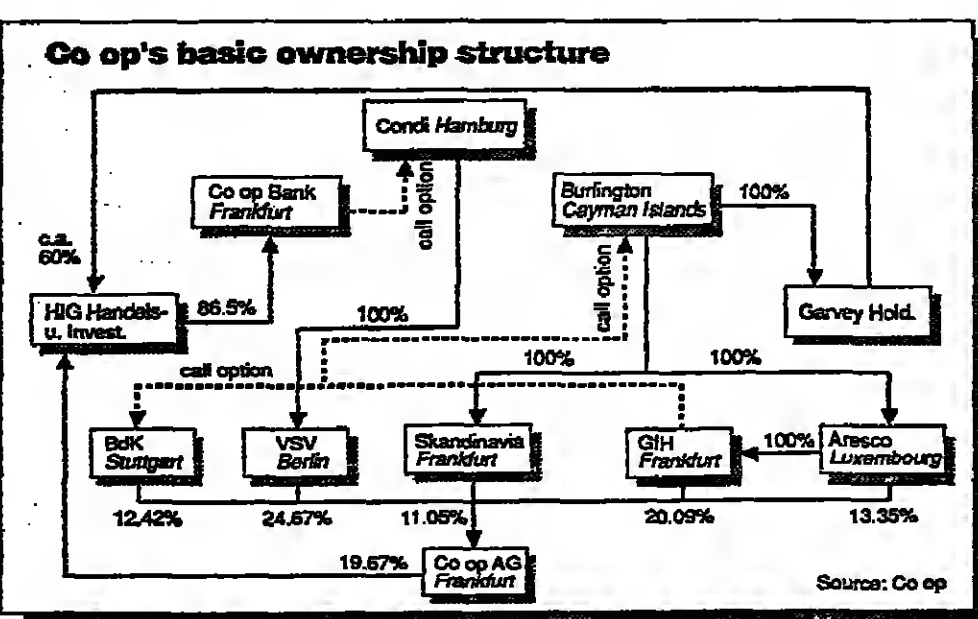 Co op's basic ownership structure
Condi Hamburg
call option
Co op Bank
Frankfurt
Burlington
Cayman Islands
100%
c.a.
60%
call option
HIG Handels-
u. Invest.
86.5%
100%
Garvey Hold.
100%
100%
call option
BdK
Stuttgart
VSV
Berlin
Skandinavia
Frankfurt
GfH
Frankfurt
100%
Aresco
Luxembourg
12.42%
24.67%
11.05%
20.09%
13.35%
19.67%
Co op AG
Frankfurt
Source: Co op